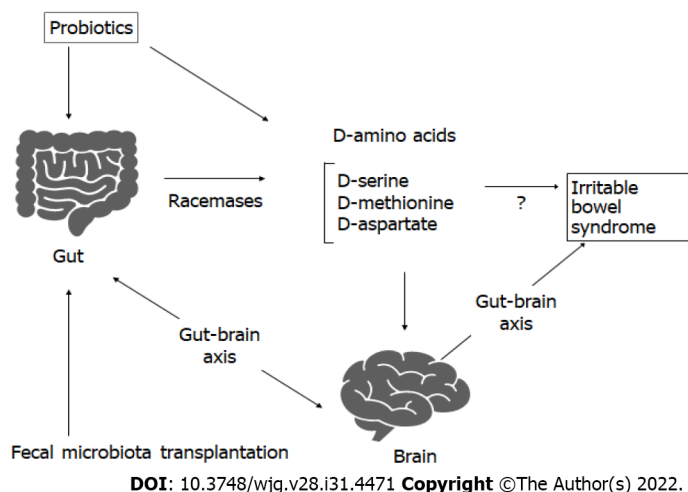 Probiotics
D-amino acids
D-serine
D-methionine
D-aspartate
Racemases
?
Irritable
bowel
syndrome
Gut
Gut-brain
axis
Gut-brain
axis
Fecal microbiota transplantation
Brain
DOI: 10.3748/wjg.v28.i31.4471 Copyright ©The Author(s) 2022.